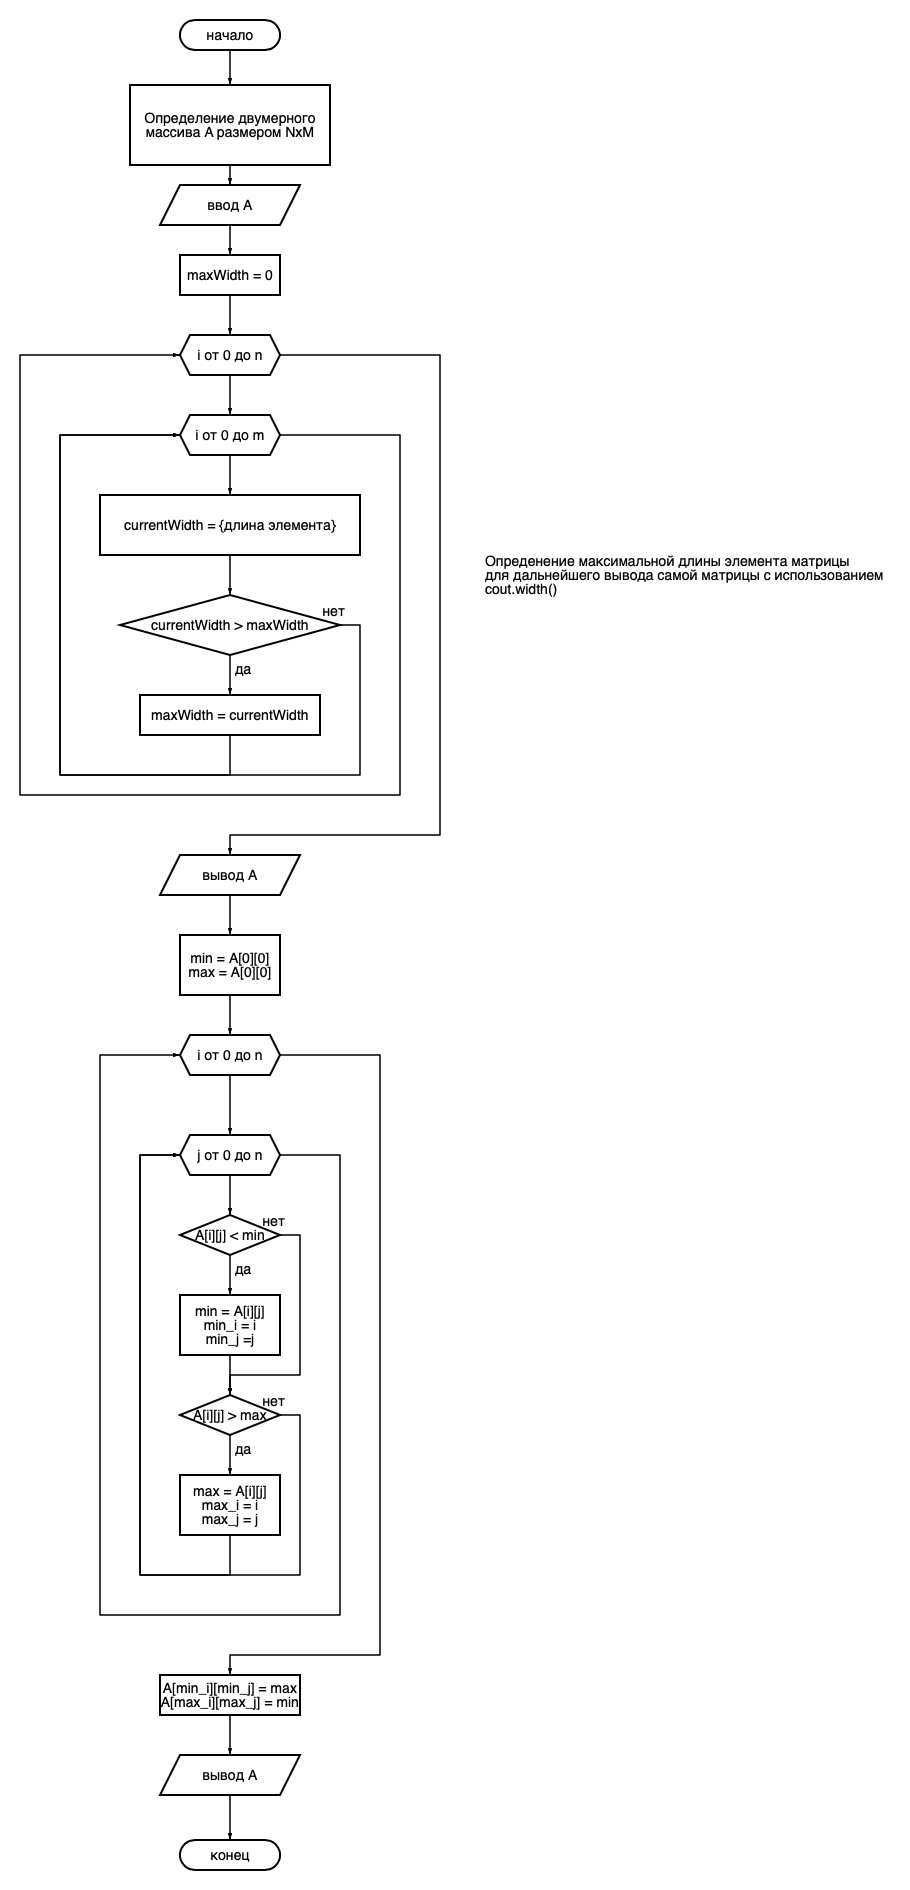 начало
Определение двумерного
массива A размером NxM
ввод A
maxWidth = 0
i от 0 до n
i от 0 до m
currentWidth = {длина элемента}
Опреденение максимальной длины элемента матрицы
для дальнейшего вывода самой матрицы с использованием
cout.width()
нет
currentWidth > maxWidth
да
maxWidth = currentWidth
вывод A
min = A[0][0]
max = A[0][0]
i от 0 до n
j от 0 до n
нет
A[i][j] < min
да
min = A[i][j]
min_i = i
min_j =j
нет
A[i][j] > max
да
max = A[i][j]
max_i = i
max_j = j
A[min_i][min_j] = max
A[max_i][max_j] = min
вывод A
конец